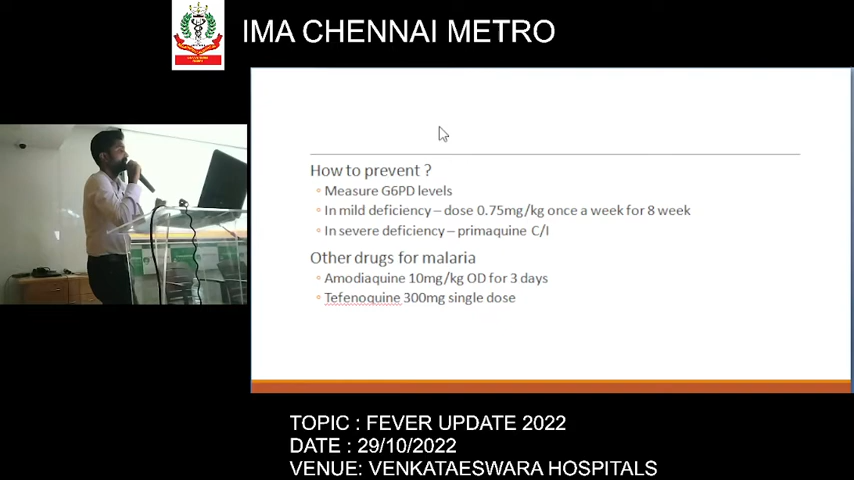 IMA CHENNAI METRO
How to prevent ?
Measure G6PD levels
In mild deficiency – dose 0.75mg/kg once a week for 8 week
In severe deficiency – primaquine C/I
Other drugs for malaria
Amodiaquine 10mg/kg OD for 3 days
Tefenoquine 300mg single dose
TOPIC : FEVER UPDATE 2022
DATE : 29/10/2022
VENUE: VENKATAESWARA HOSPITALS